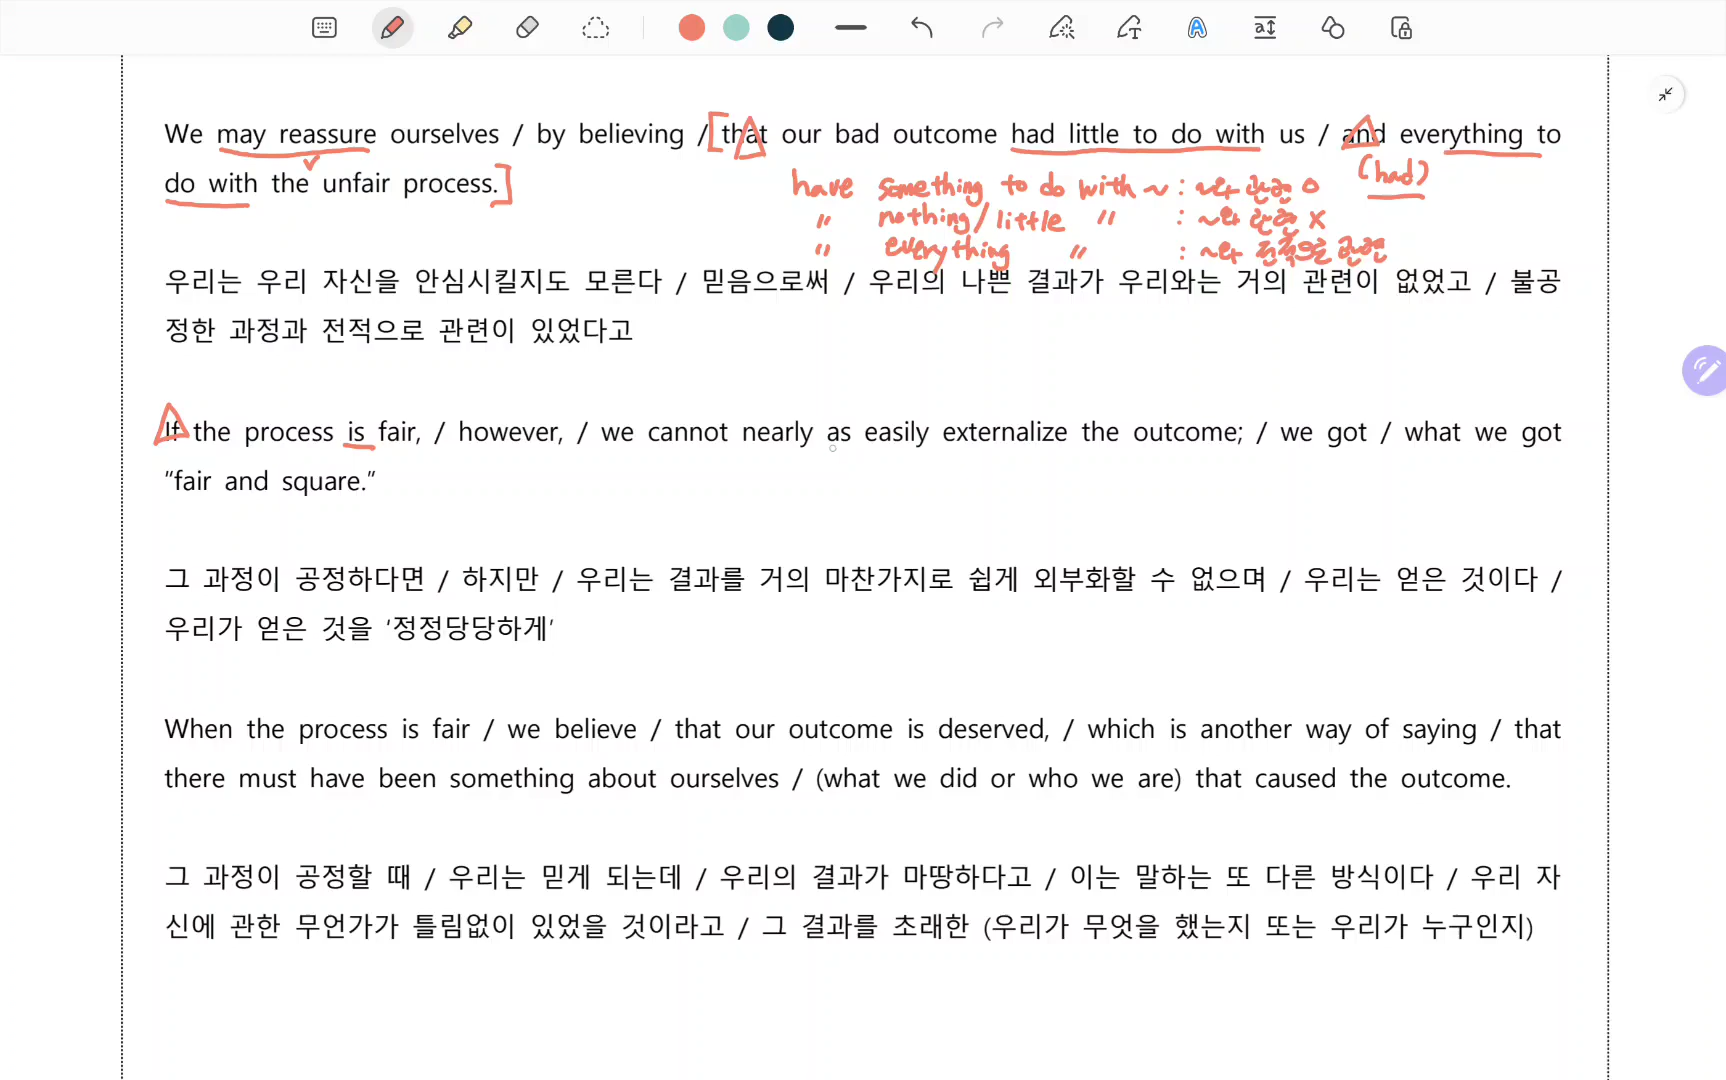 We may reassure ourselves / by believing / [that our bad outcome had little to do with us / and everything to
(had)
do with the unfair process.]
have something to do with ~ : ~와 관련 O
〃 nothing/little 〃 : ~와 관련 X
〃 everything 〃 : ~와 전적으로 관련
우리는 우리 자신을 안심시킬지도 모른다 / 믿음으로써 / 우리의 나쁜 결과가 우리와는 거의 관련이 없었고 / 불공
정한 과정과 전적으로 관련이 있었다고
If the process is fair, / however, / we cannot nearly as easily externalize the outcome; / we got / what we got
"fair and square."
그 과정이 공정하다면 / 하지만 / 우리는 결과를 거의 마찬가지로 쉽게 외부화할 수 없으며 / 우리는 얻은 것이다 /
우리가 얻은 것을 '정정당당하게'
When the process is fair / we believe / that our outcome is deserved, / which is another way of saying / that
there must have been something about ourselves / (what we did or who we are) that caused the outcome.
그 과정이 공정할 때 / 우리는 믿게 되는데 / 우리의 결과가 마땅하다고 / 이는 말하는 또 다른 방식이다 / 우리 자
신에 관한 무언가가 틀림없이 있었을 것이라고 / 그 결과를 초래한 (우리가 무엇을 했는지 또는 우리가 누구인지)